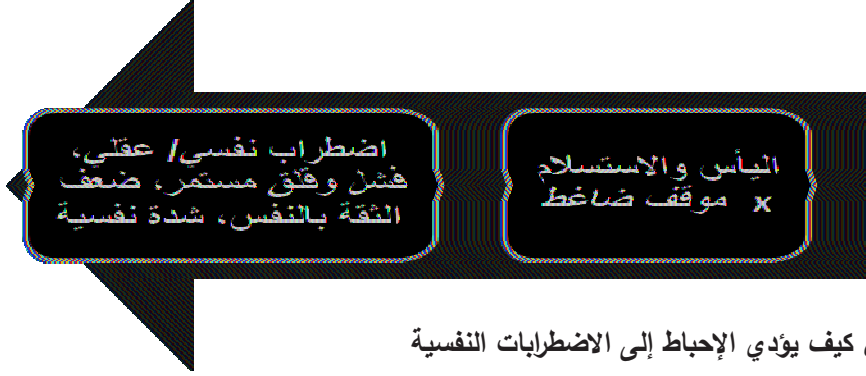 اليأس والاستسلام
x موقف ضاغط
اضطراب نفسي/ عقلي،
فشل وقلق مستمر، ضعف
الثقة بالنفس، شدة نفسية
كيف يؤدي الإحباط إلى الاضطرابات النفسية